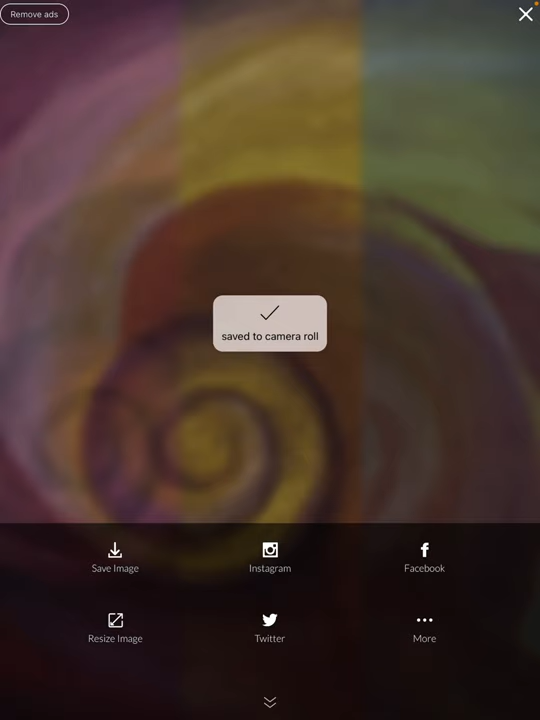 Remove ads
saved to camera roll
Save Image
Instagram
Facebook
Resize Image
Twitter
More